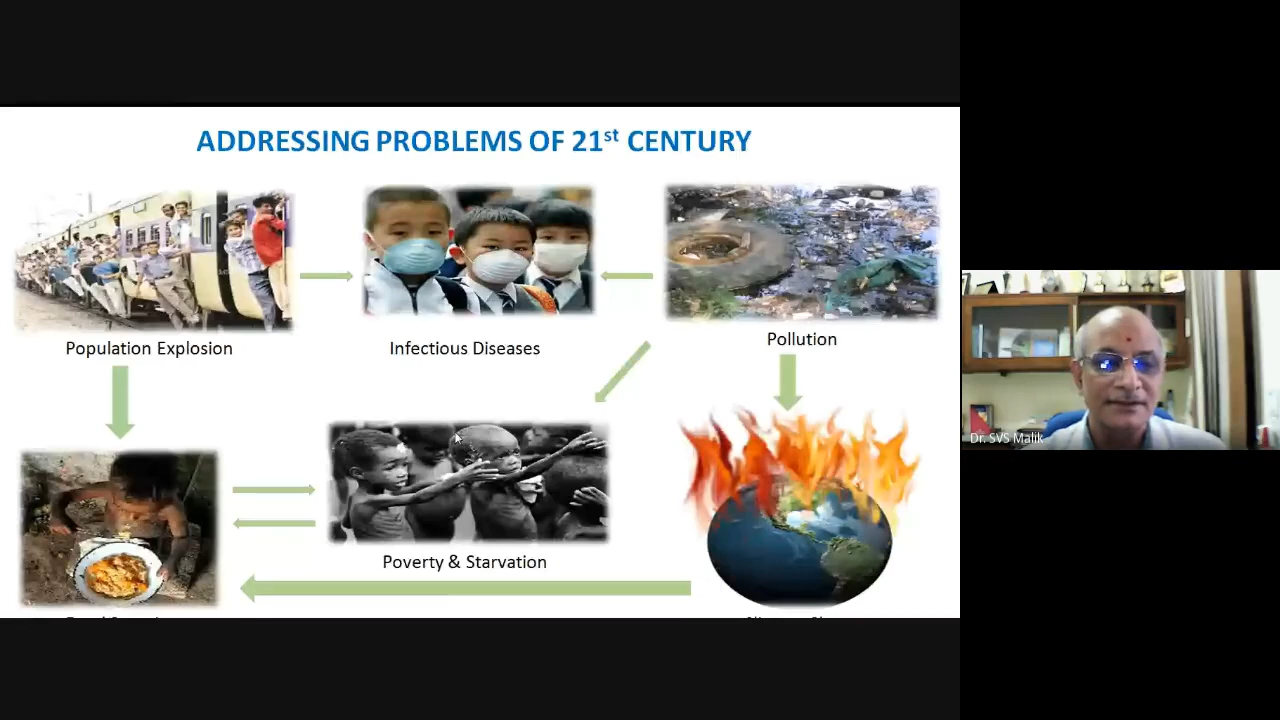 ADDRESSING PROBLEMS OF 21st CENTURY
Population Explosion
Infectious Diseases
Pollution
Poverty & Starvation
Dr. SVS Malik